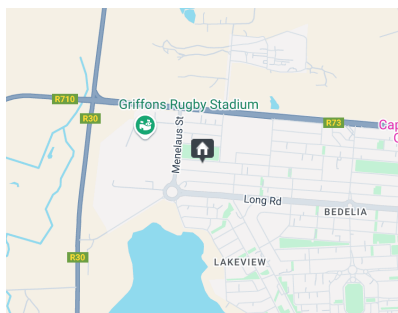 R710
R30
Griffons Rugby Stadium
R73
Cap
C
Menelaus St
Long Rd
BEDELIA
LAKEVIEW
R30